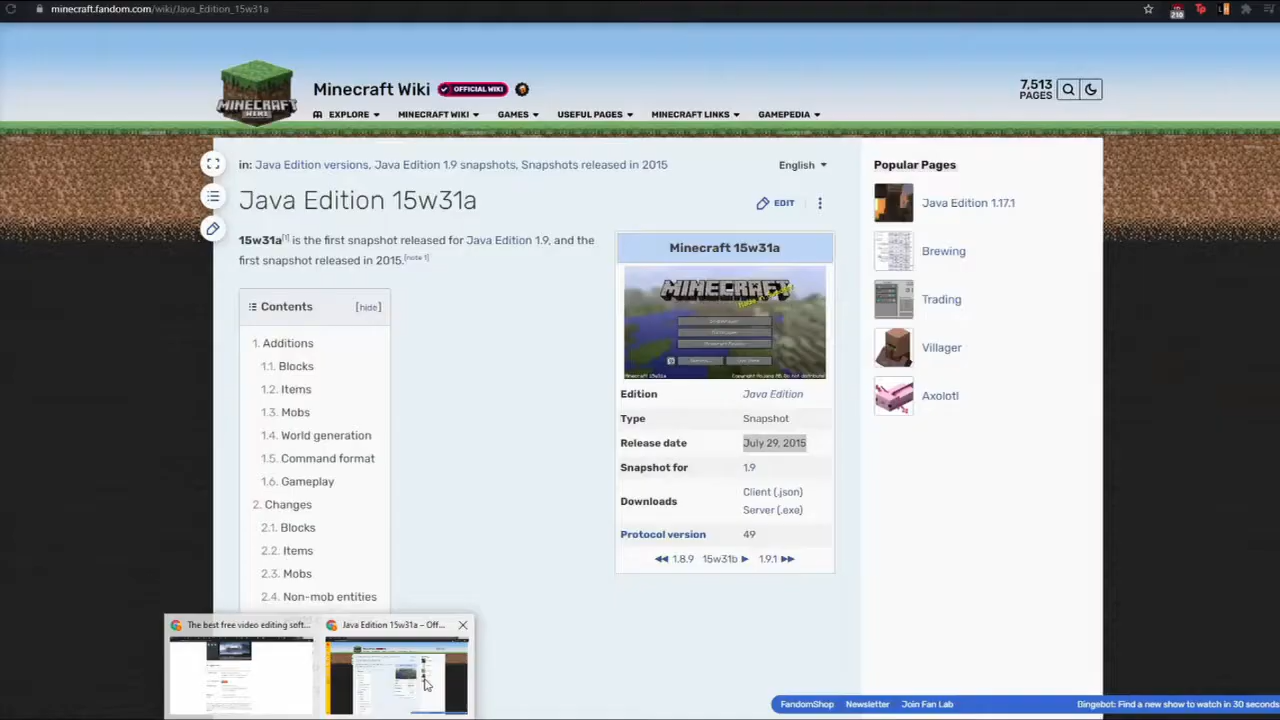 minecraft.fandom.com/wiki/Java_Edition_15w31a
210
MINECRAFT
WIKI
Minecraft Wiki
OFFICIAL WIKI
7,513
PAGES
EXPLORE
MINECRAFT WIKI
GAMES
USEFUL PAGES
MINECRAFT LINKS
GAMEPEDIA
in: Java Edition versions, Java Edition 1.9 snapshots, Snapshots released in 2015
English
Java Edition 15w31a
EDIT
15w31a[1] is the first snapshot released for Java Edition 1.9, and the
first snapshot released in 2015.[note 1]
Contents [hide]
1. Additions
1.1. Blocks
1.2. Items
1.3. Mobs
1.4. World generation
1.5. Command format
1.6. Gameplay
2. Changes
2.1. Blocks
2.2. Items
2.3. Mobs
2.4. Non-mob entities
Minecraft 15w31a
MINECRAFT
Edition Java Edition
Type Snapshot
Release date July 29, 2015
Snapshot for 1.9
Downloads Client (.json)
Server (.exe)
Protocol version 49
◄◄ 1.8.9 15w31b ► 1.9.1 ►►
Popular Pages
Java Edition 1.17.1
Brewing
Trading
Villager
Axolotl
The best free video editing soft...
Java Edition 15w31a – Off...
FandomShop
Newsletter
Join Fan Lab
Bingebot: Find a new show to watch in 30 seconds